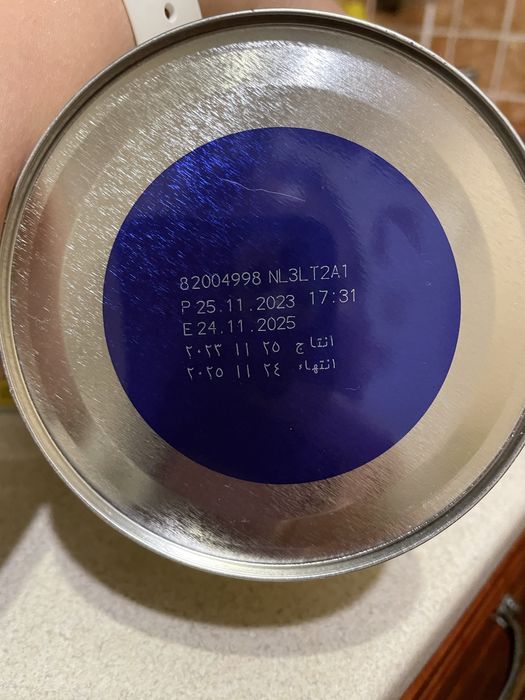 82004998 NL3LT2A1
P 25.11.2023 17:31
E 24.11.2025
انتاج ٢٥ ١١ ٢٠٢٣
انتهاء ٢٤ ١١ ٢٠٢٥